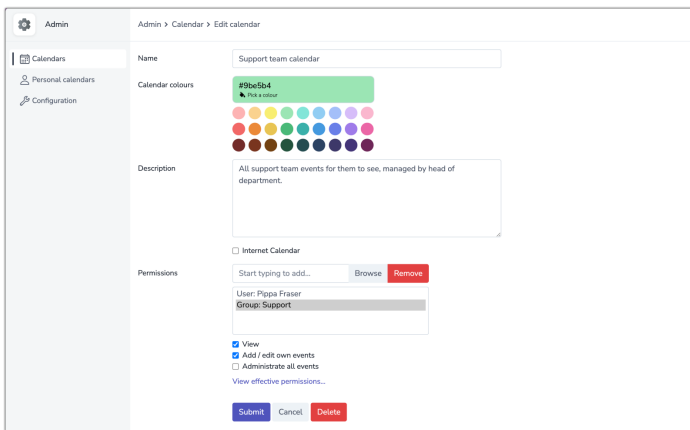 Admin
Admin > Calendar > Edit calendar
Calendars
Personal calendars
Configuration
Name
Support team calendar
Calendar colours
#9be5b4
Pick a colour
Description
All support team events for them to see, managed by head of
department.
Internet Calendar
Permissions
Start typing to add...
Browse
Remove
User: Pippa Fraser
Group: Support
View
Add / edit own events
Administrate all events
View effective permissions...
Submit
Cancel
Delete